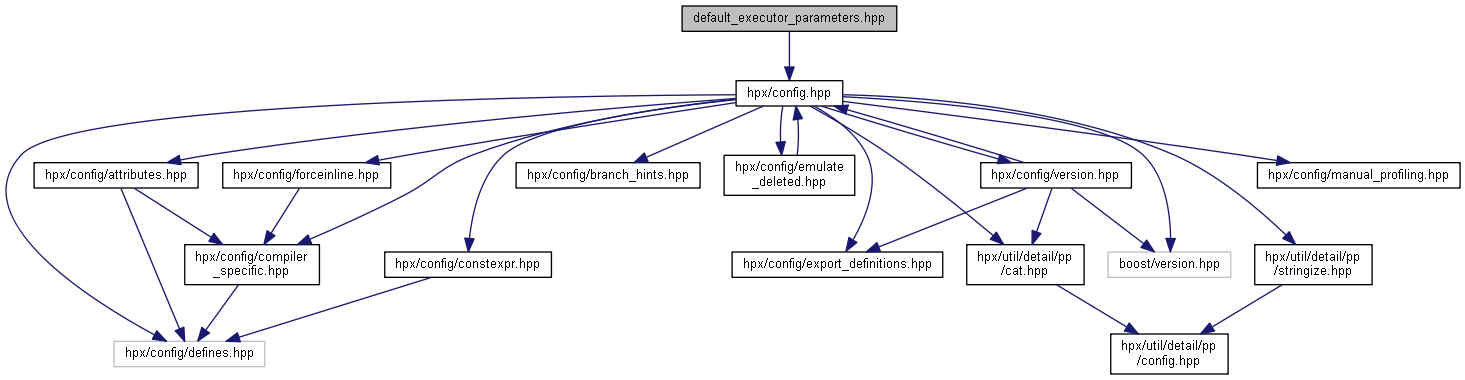 default_executor_parameters.hpp
hpx/config.hpp
hpx/config/attributes.hpp
hpx/config/forceinline.hpp
hpx/config/branch_hints.hpp
hpx/config/emulate
_deleted.hpp
hpx/config/version.hpp
hpx/config/manual_profiling.hpp
hpx/config/compiler
_specific.hpp
hpx/config/constexpr.hpp
hpx/config/export_definitions.hpp
hpx/util/detail/pp
/cat.hpp
boost/version.hpp
hpx/util/detail/pp
/stringize.hpp
hpx/config/defines.hpp
hpx/util/detail/pp
/config.hpp